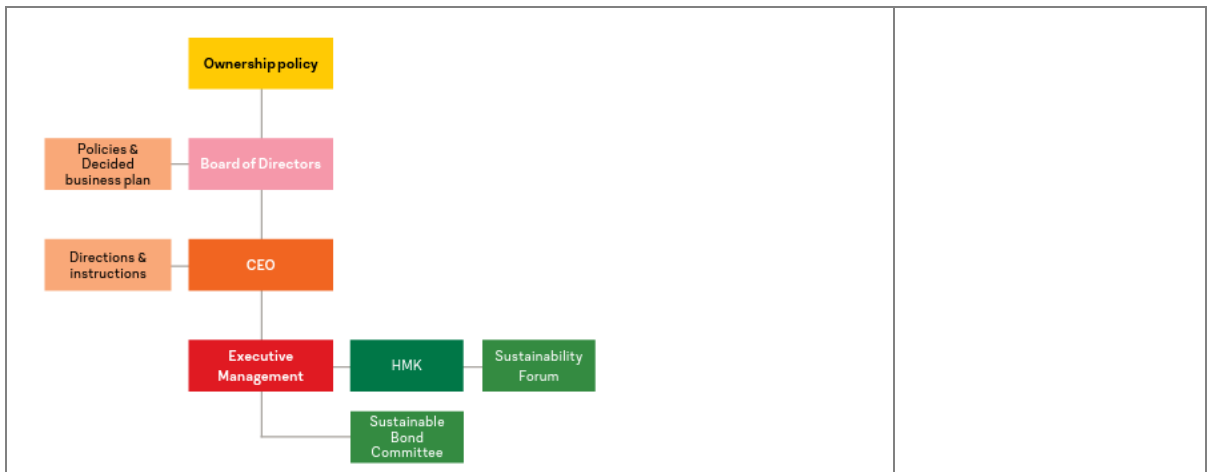 Ownership policy
Policies &
Decided
business plan
Board of Directors
Directions &
instructions
CEO
Executive
Management
HMK
Sustainability
Forum
Sustainable
Bond
Committee